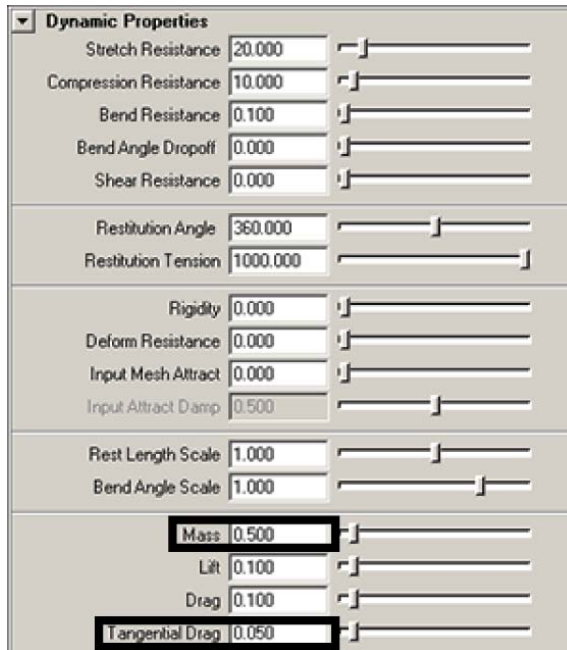 Dynamic Properties
Stretch Resistance 20.000
Compression Resistance 10.000
Bend Resistance 0.100
Bend Angle Dropoff 0.000
Shear Resistance 0.000
Restitution Angle 360.000
Restitution Tension 1000.000
Rigidity 0.000
Deform Resistance 0.000
Input Mesh Attract 0.000
Input Attract Damp 0.500
Rest Length Scale 1.000
Bend Angle Scale 1.000
Mass 0.500
Lift 0.100
Drag 0.100
Tangential Drag 0.050